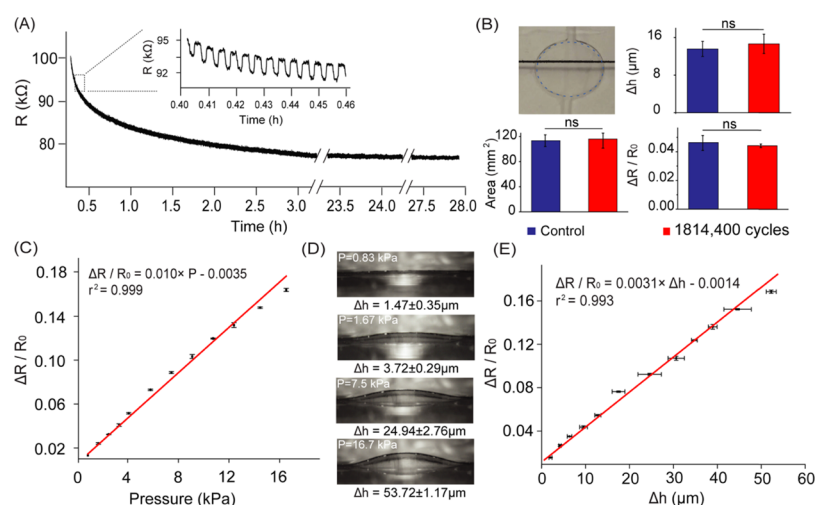 (A)
R (kΩ)
100
90
80
0.5 1.0 1.5 2.0 2.5 3.0 23.5 24.0 24.5 28.0
Time (h)
R (kΩ)
95
94
92
0.40 0.41 0.42 0.43 0.44 0.45 0.46
Time (h)
(B)
ns
Δh (μm)
16
8
0
ns
Area (mm²)
120
80
40
0
ns
ΔR / R₀
0.04
0.02
0.00
Control
1814,400 cycles
(C)
ΔR / R₀ = 0.010× P - 0.0035
r² = 0.999
ΔR / R₀
0.18
0.14
0.10
0.06
0.02
0 4 8 12 16
Pressure (kPa)
(D)
P=0.83 kPa
Δh = 1.47±0.35μm
P=1.67 kPa
Δh = 3.72±0.29μm
P=7.5 kPa
Δh = 24.94±2.76μm
P=16.7 kPa
Δh = 53.72±1.17μm
(E)
ΔR / R₀ = 0.0031× Δh - 0.0014
r² = 0.993
ΔR / R₀
0.16
0.12
0.08
0.04
0 10 20 30 40 50 60
Δh (μm)